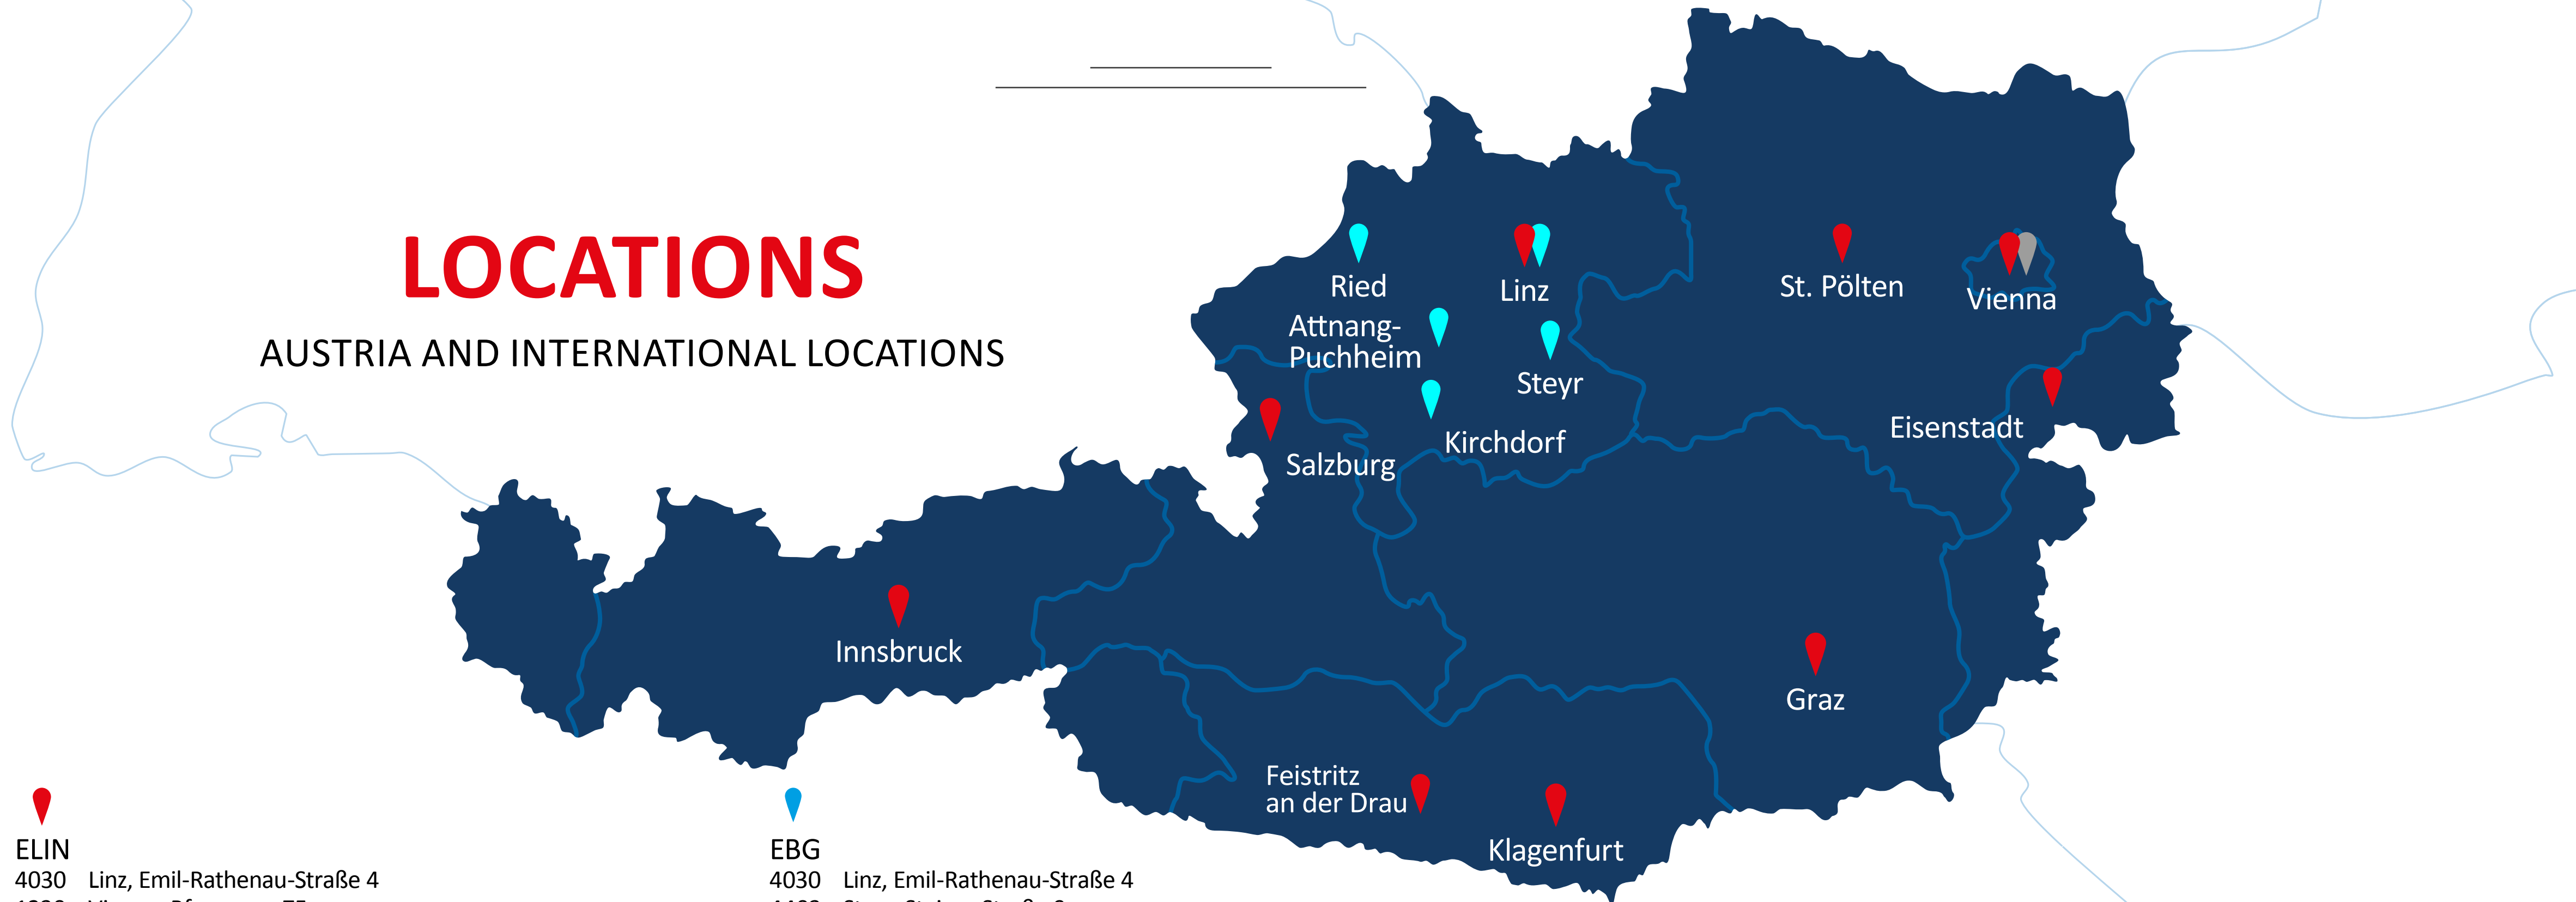 LOCATIONS
AUSTRIA AND INTERNATIONAL LOCATIONS
Ried
Linz
St. Pölten
Vienna
Attnang-
Puchheim
Steyr
Kirchdorf
Eisenstadt
Salzburg
Innsbruck
Graz
Feistritz
an der Drau
Klagenfurt
ELIN
4030 Linz, Emil-Rathenau-Straße 4
EBG
4030 Linz, Emil-Rathenau-Straße 4